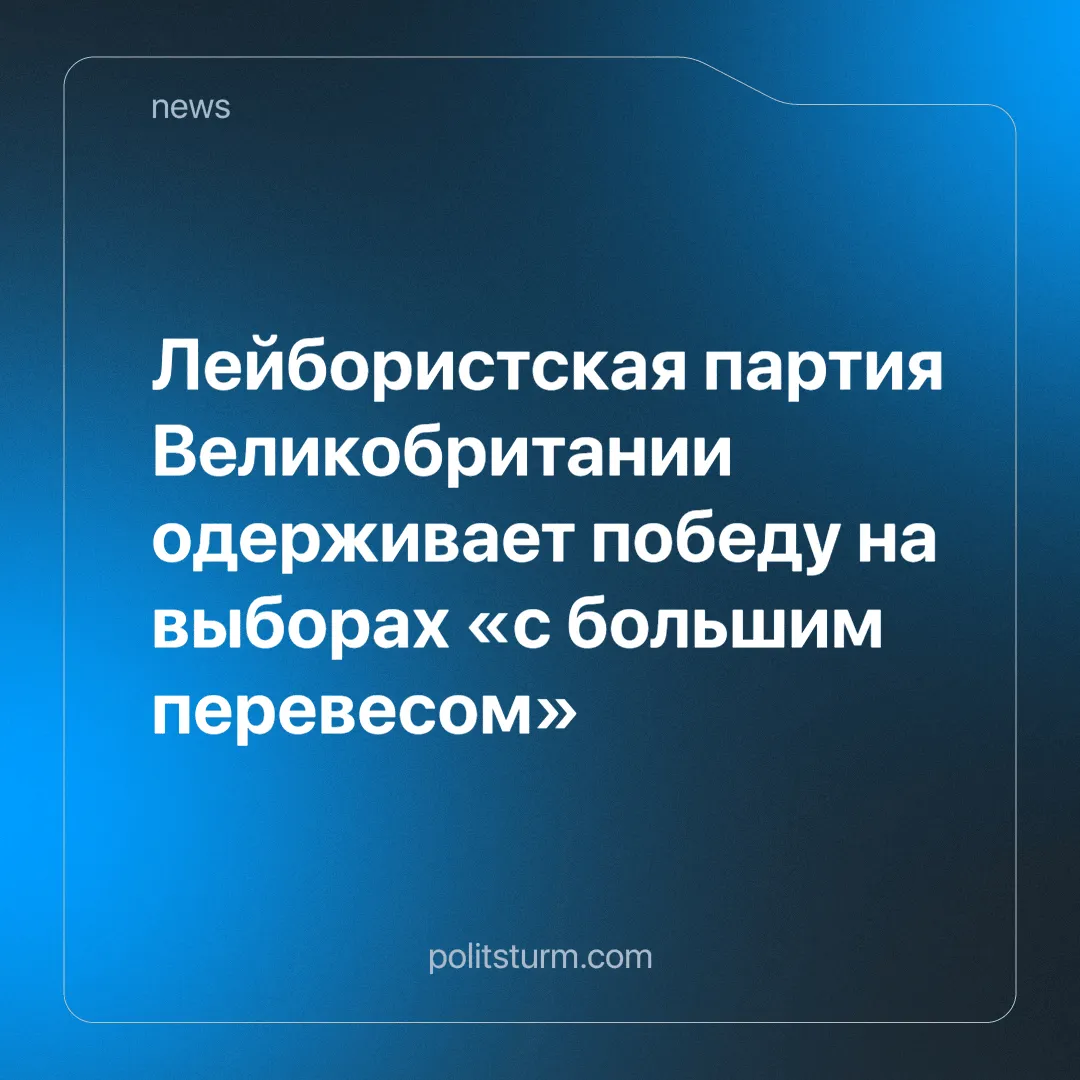 news
Лейбористская партия
Великобритании
одерживает победу на
выборах «с большим
перевесом»
politsturm.com